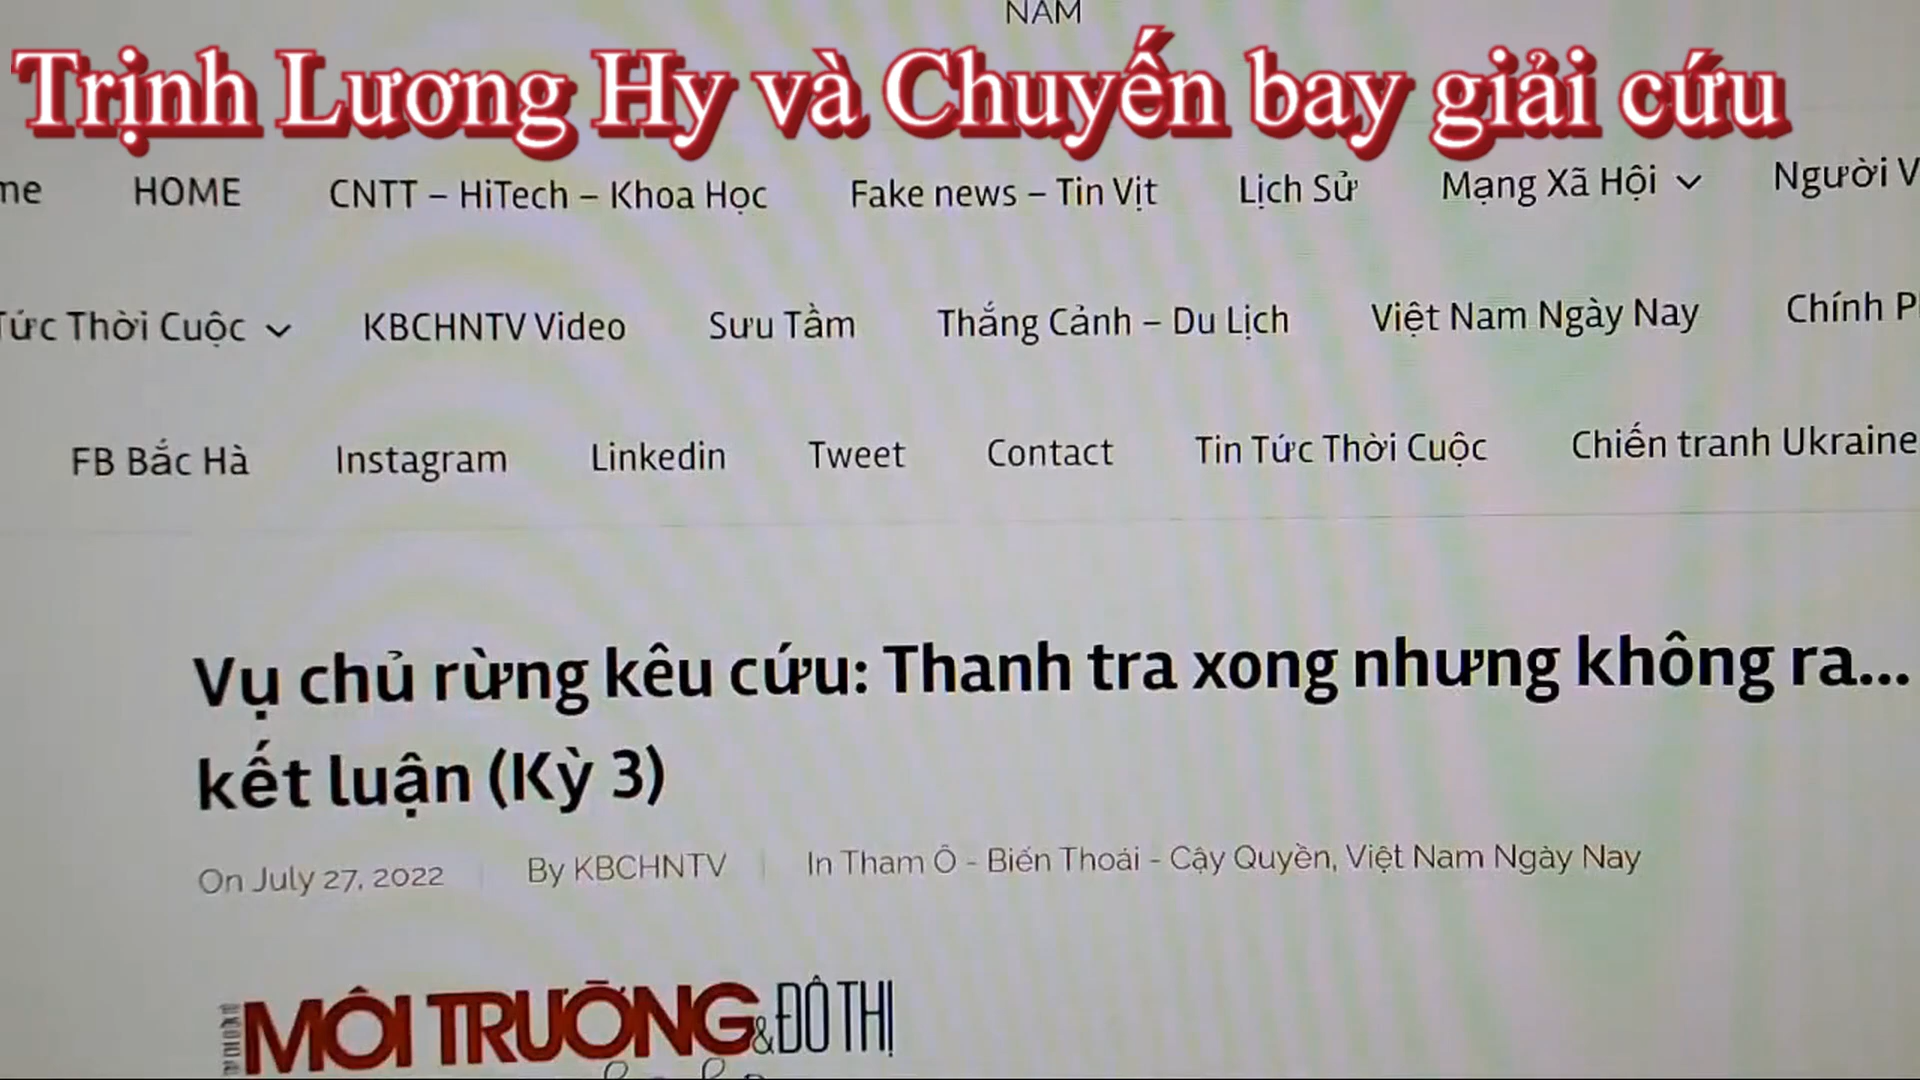 NAM
Trịnh Lương Hy và Chuyến bay giải cứu
me HOME CNTT – HiTech – Khoa Học Fake news – Tin Vịt Lịch Sử Mạng Xã Hội Người V
Tức Thời Cuộc KBCHNTV Video Sưu Tầm Thắng Cảnh – Du Lịch Việt Nam Ngày Nay Chính P
FB Bắc Hà Instagram Linkedin Tweet Contact Tin Tức Thời Cuộc Chiến tranh Ukraine
Vụ chủ rừng kêu cứu: Thanh tra xong nhưng không ra...
kết luận (Kỳ 3)
On July 27, 2022 By KBCHNTV In Tham Ô - Biến Thoái - Cậy Quyền, Việt Nam Ngày Nay
MÔI TRƯỜNG & ĐÔ THỊ